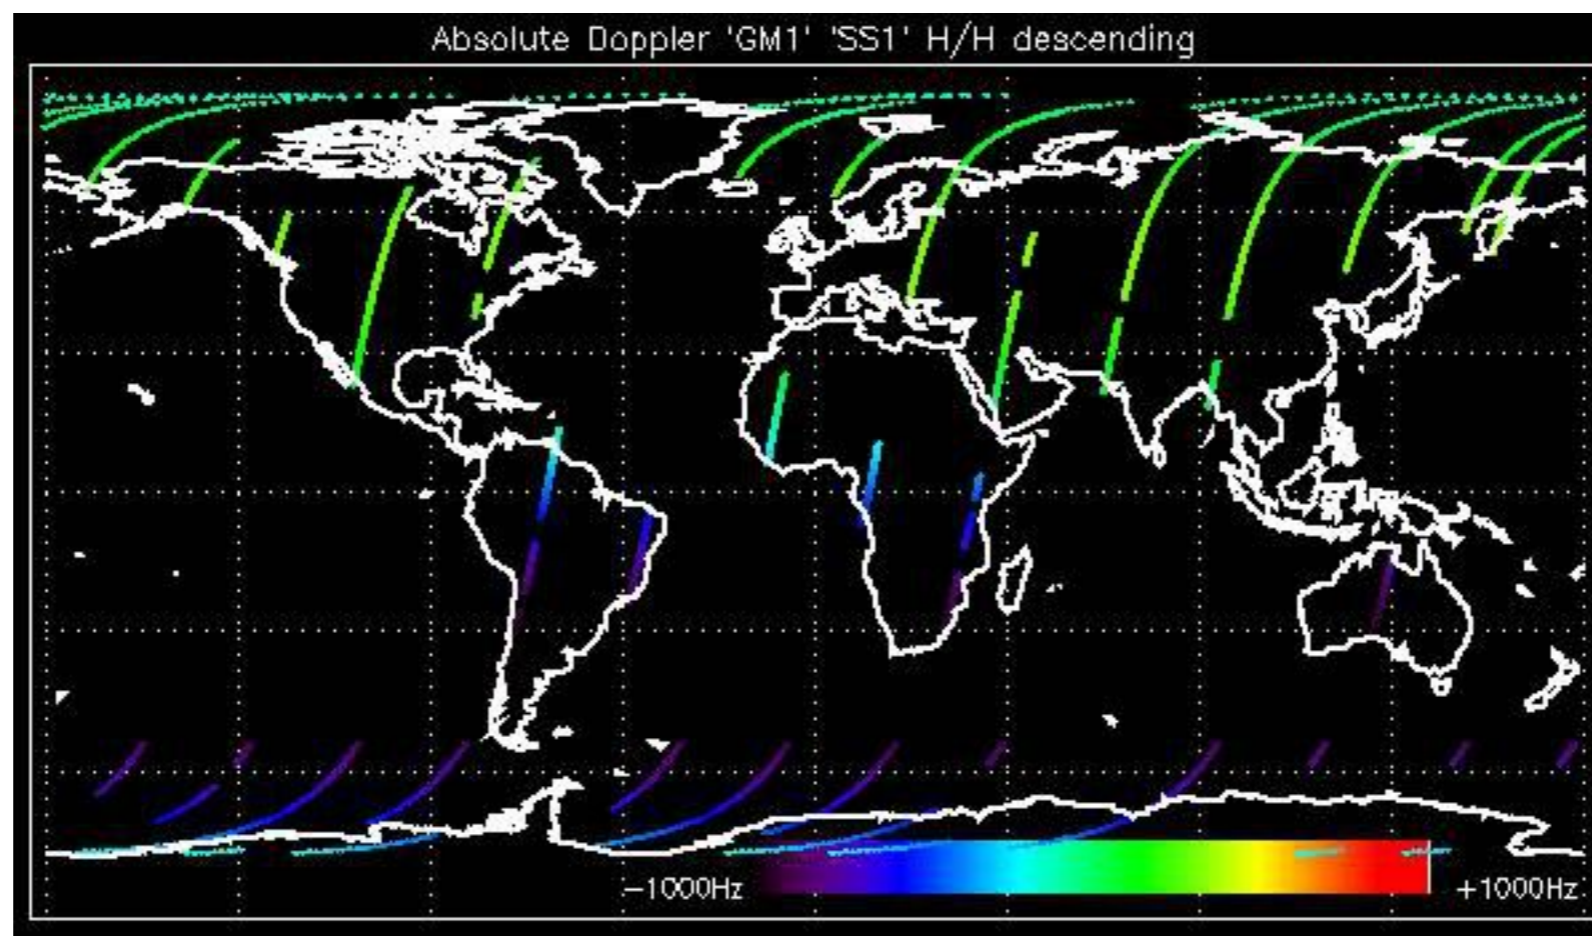 Absolute Doppler 'GM1' 'SS1' H/H descending
−1000Hz
+1000Hz